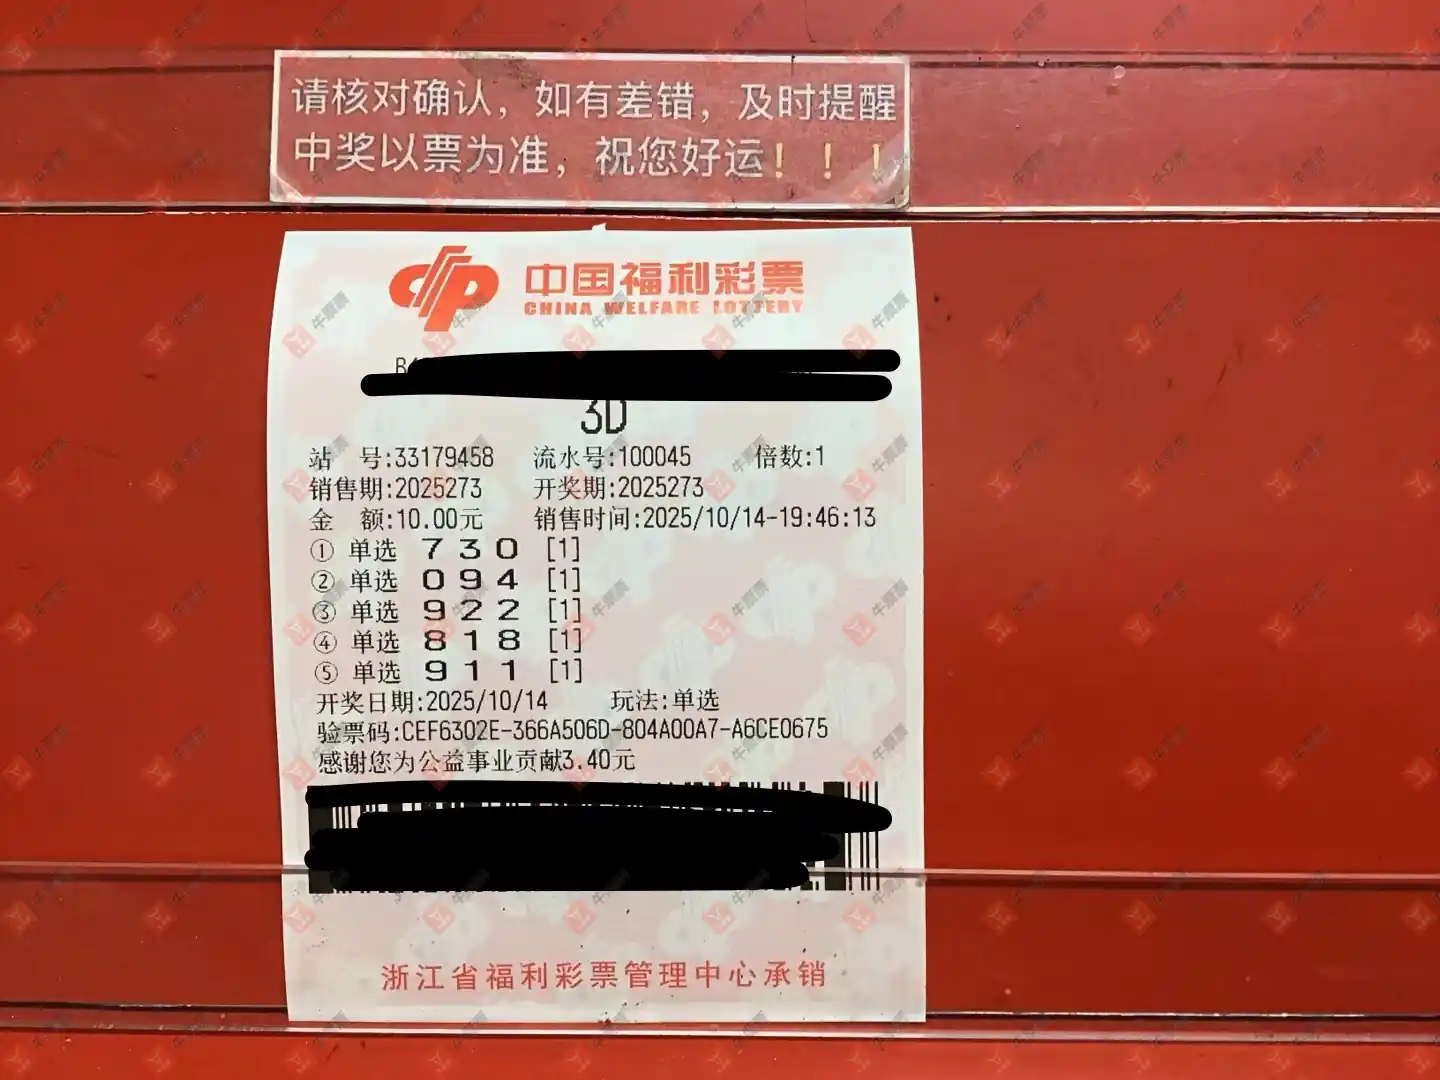 请核对确认，如有差错，及时提醒
中奖以票为准，祝您好运！！！
中国福利彩票
CHINA WELFARE LOTTERY
3D
站 号:33179458 流水号:100045 倍数:1
销售期:2025273 开奖期:2025273
金 额:10.00元 销售时间:2025/10/14-19:46:13
① 单选 7 3 0 [1]
② 单选 0 9 4 [1]
③ 单选 9 2 2 [1]
④ 单选 8 1 8 [1]
⑤ 单选 9 1 1 [1]
开奖日期:2025/10/14 玩法:单选
验票码:CEF6302E-366A506D-804A00A7-A6CE0675
感谢您为公益事业贡献3.40元
浙江省福利彩票管理中心承销